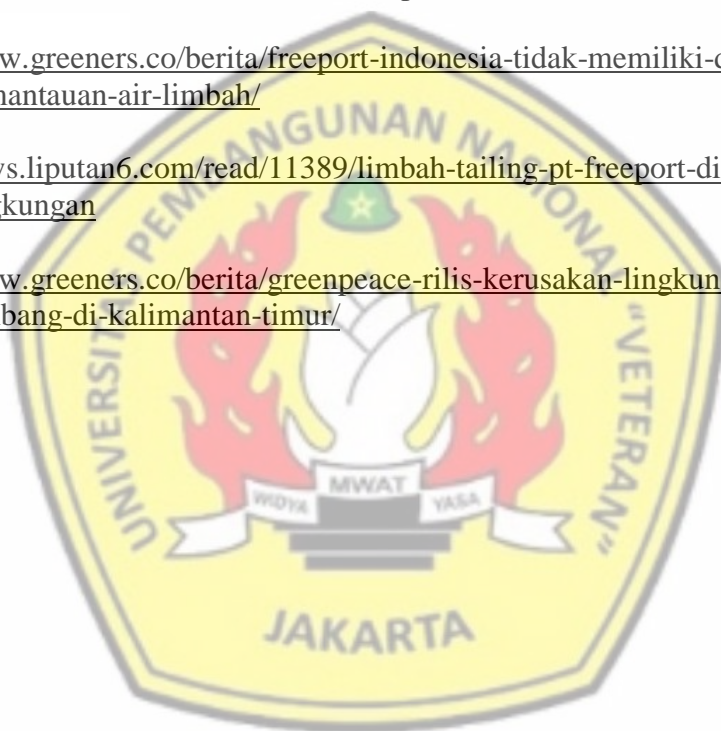 w.greeners.co/berita/freeport-indonesia-tidak-memiliki-
nantauan-air-limbah/
s.liputan6.com/read/11389/limbah-tailing-pt-freeport-di
gkungan
w.greeners.co/berita/greenpeace-rilis-kerusakan-lingkun
bang-di-kalimantan-timur/
UNIVERSITAS PEMBANGUNAN NASIONAL "VETERAN"
WIDYA MWAT YASA
JAKARTA